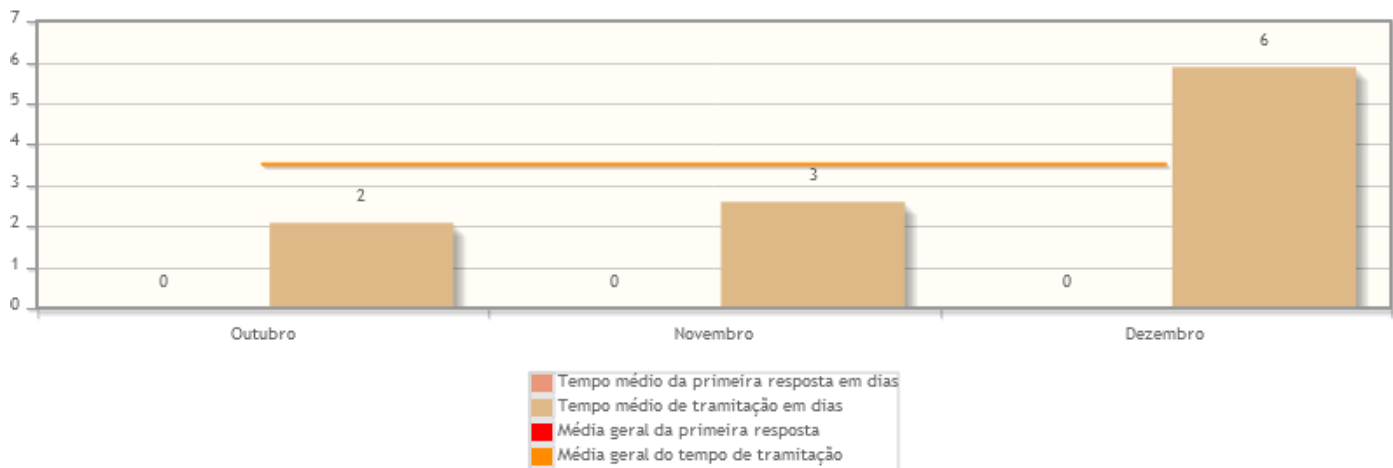 7
6
6
5
4
3
3
2
2
1
0
0
0
0
Outubro Novembro Dezembro
Tempo médio da primeira resposta em dias
Tempo médio de tramitação em dias
Média geral da primeira resposta
Média geral do tempo de tramitação